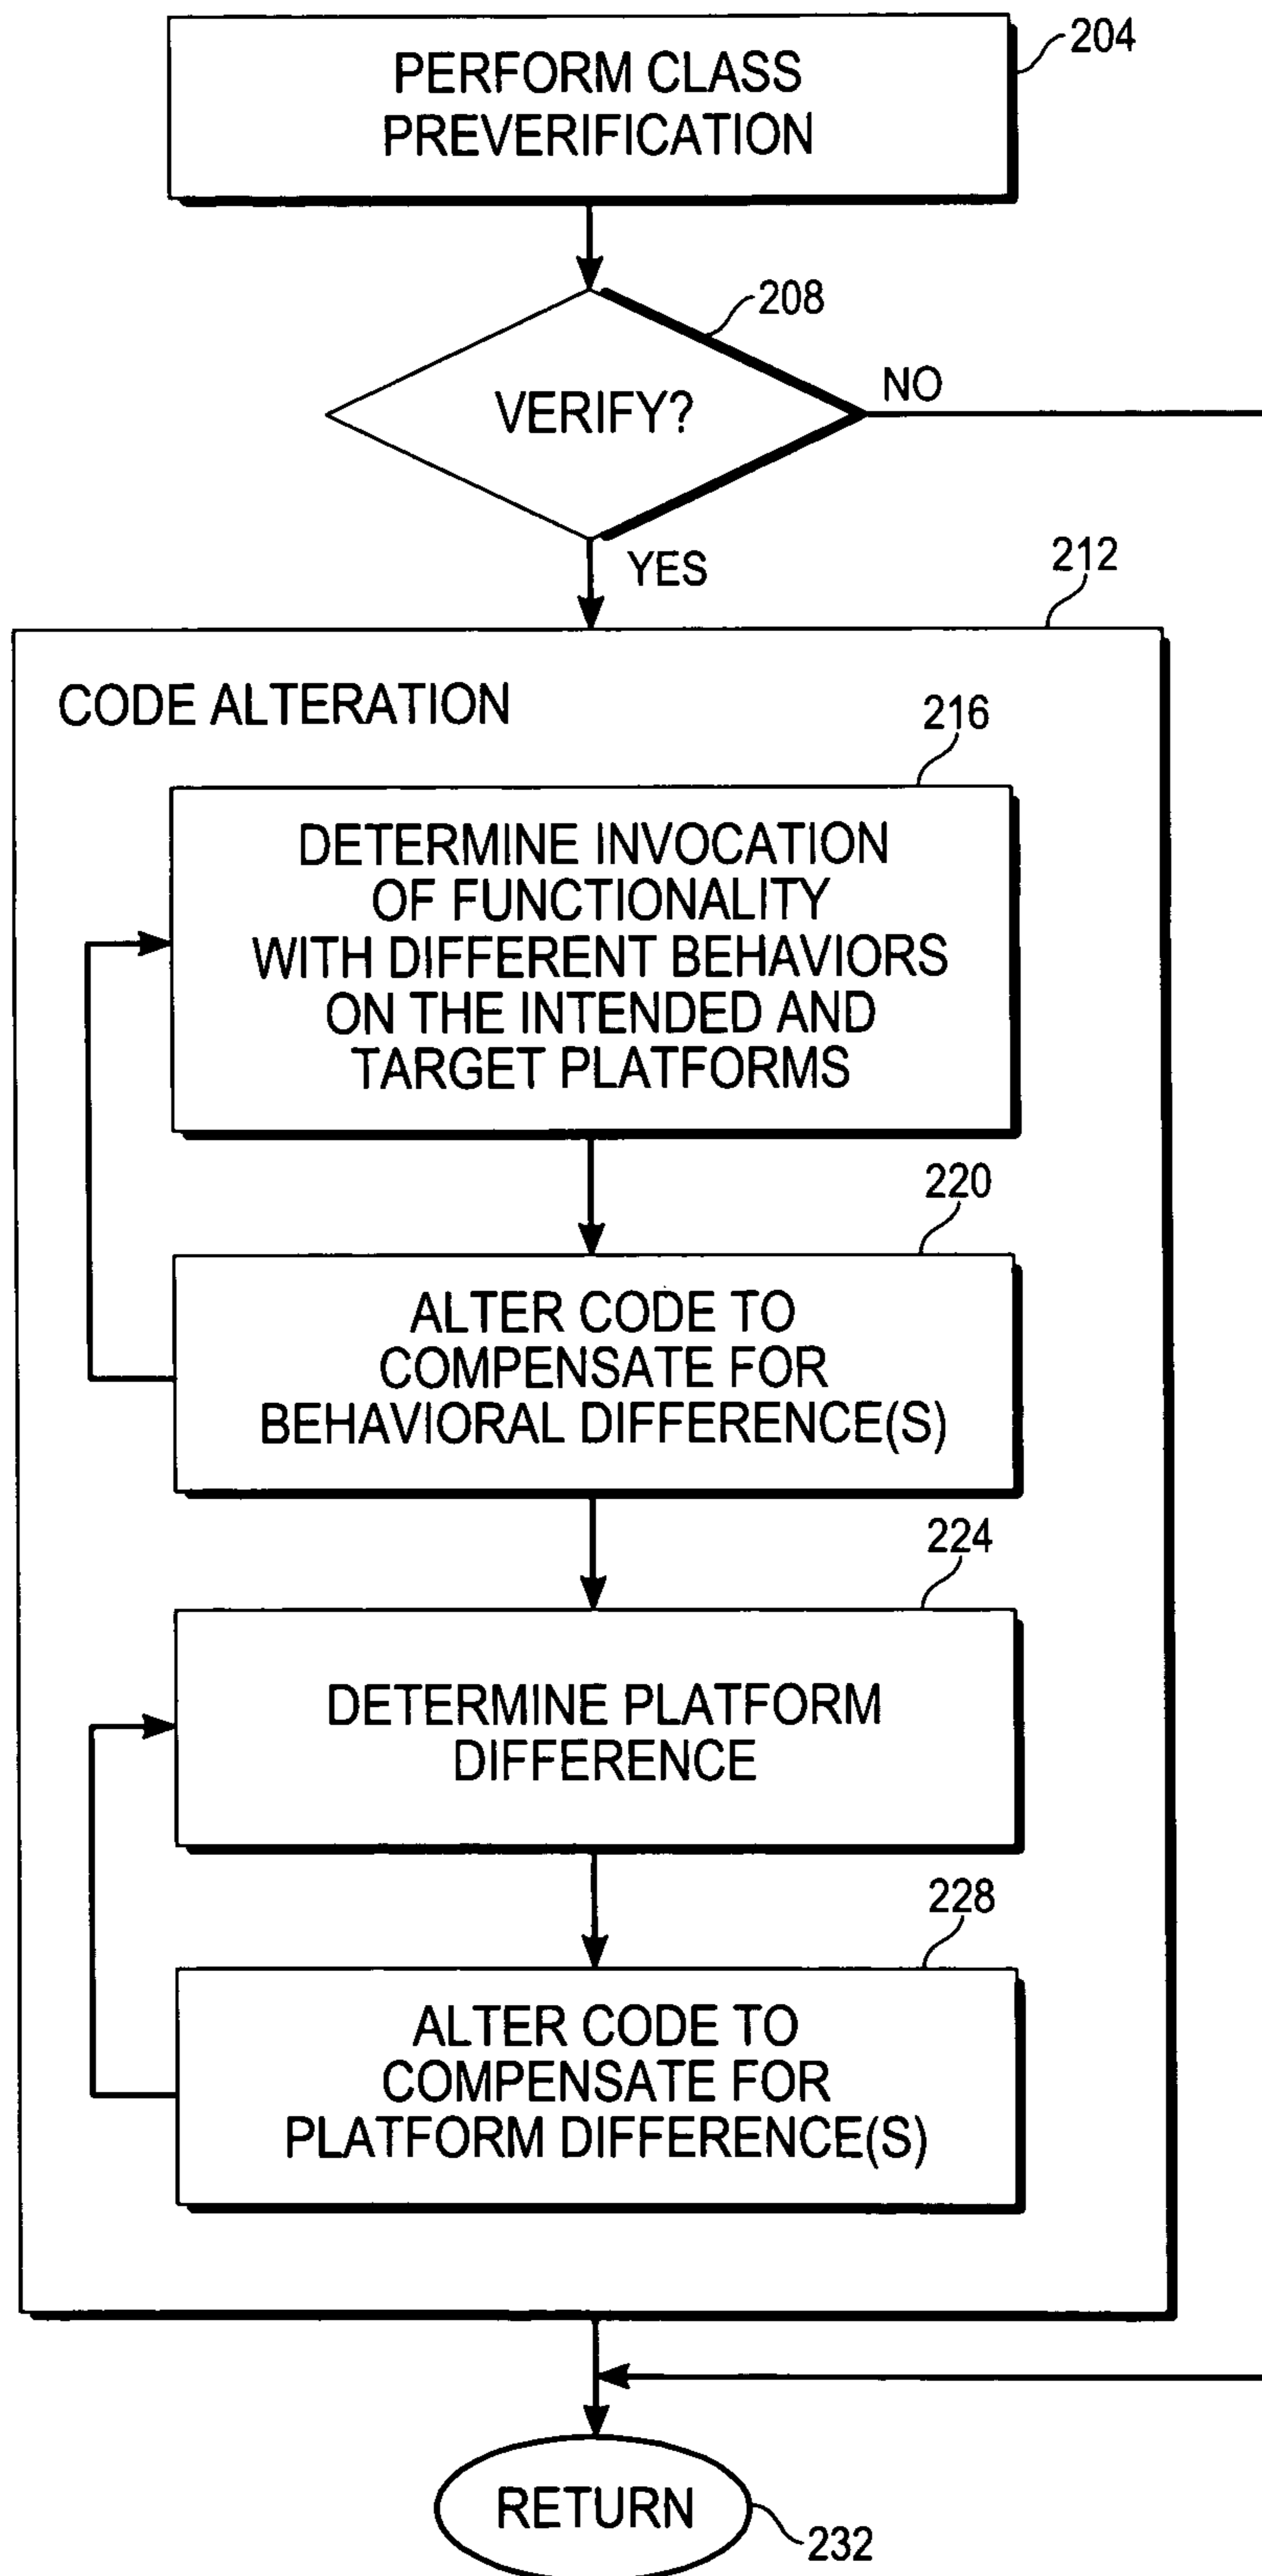 PERFORM CLASS
PREVERIFICATION
204
208
VERIFY?
NO
YES
212
CODE ALTERATION
216
DETERMINE INVOCATION
OF FUNCTIONALITY
WITH DIFFERENT BEHAVIORS
ON THE INTENDED AND
TARGET PLATFORMS
220
ALTER CODE TO
COMPENSATE FOR
BEHAVIORAL DIFFERENCE(S)
224
DETERMINE PLATFORM
DIFFERENCE
228
ALTER CODE TO
COMPENSATE FOR
PLATFORM DIFFERENCE(S)
RETURN
232